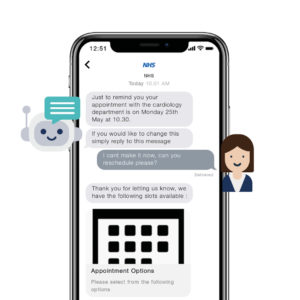 12:51
NHS
NHS
Today 10.01 AM
Just to remind you your
appointment with the cardiology
department is on Monday 25th
May at 10.30.
If you would like to change this
simply reply to this message
I cant make it now, can you
reschedule please?
Delivered
Thank you for letting us know, we
have the following slots available :
Appointment Options
Please select from the following
options